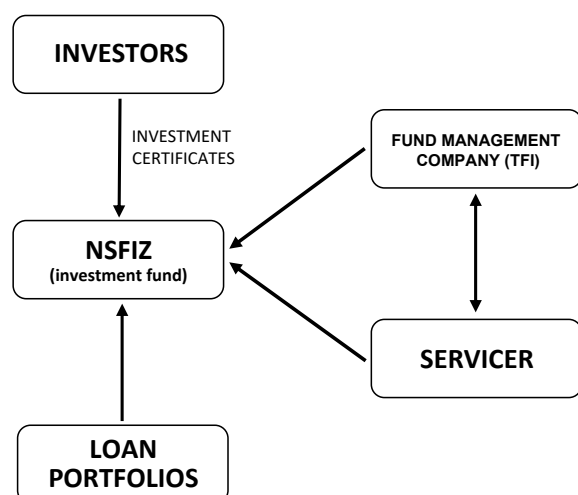 INVESTORS
INVESTMENT
CERTIFICATES
FUND MANAGEMENT
COMPANY (TFI)
NSFIZ
(investment fund)
SERVICER
LOAN
PORTFOLIOS